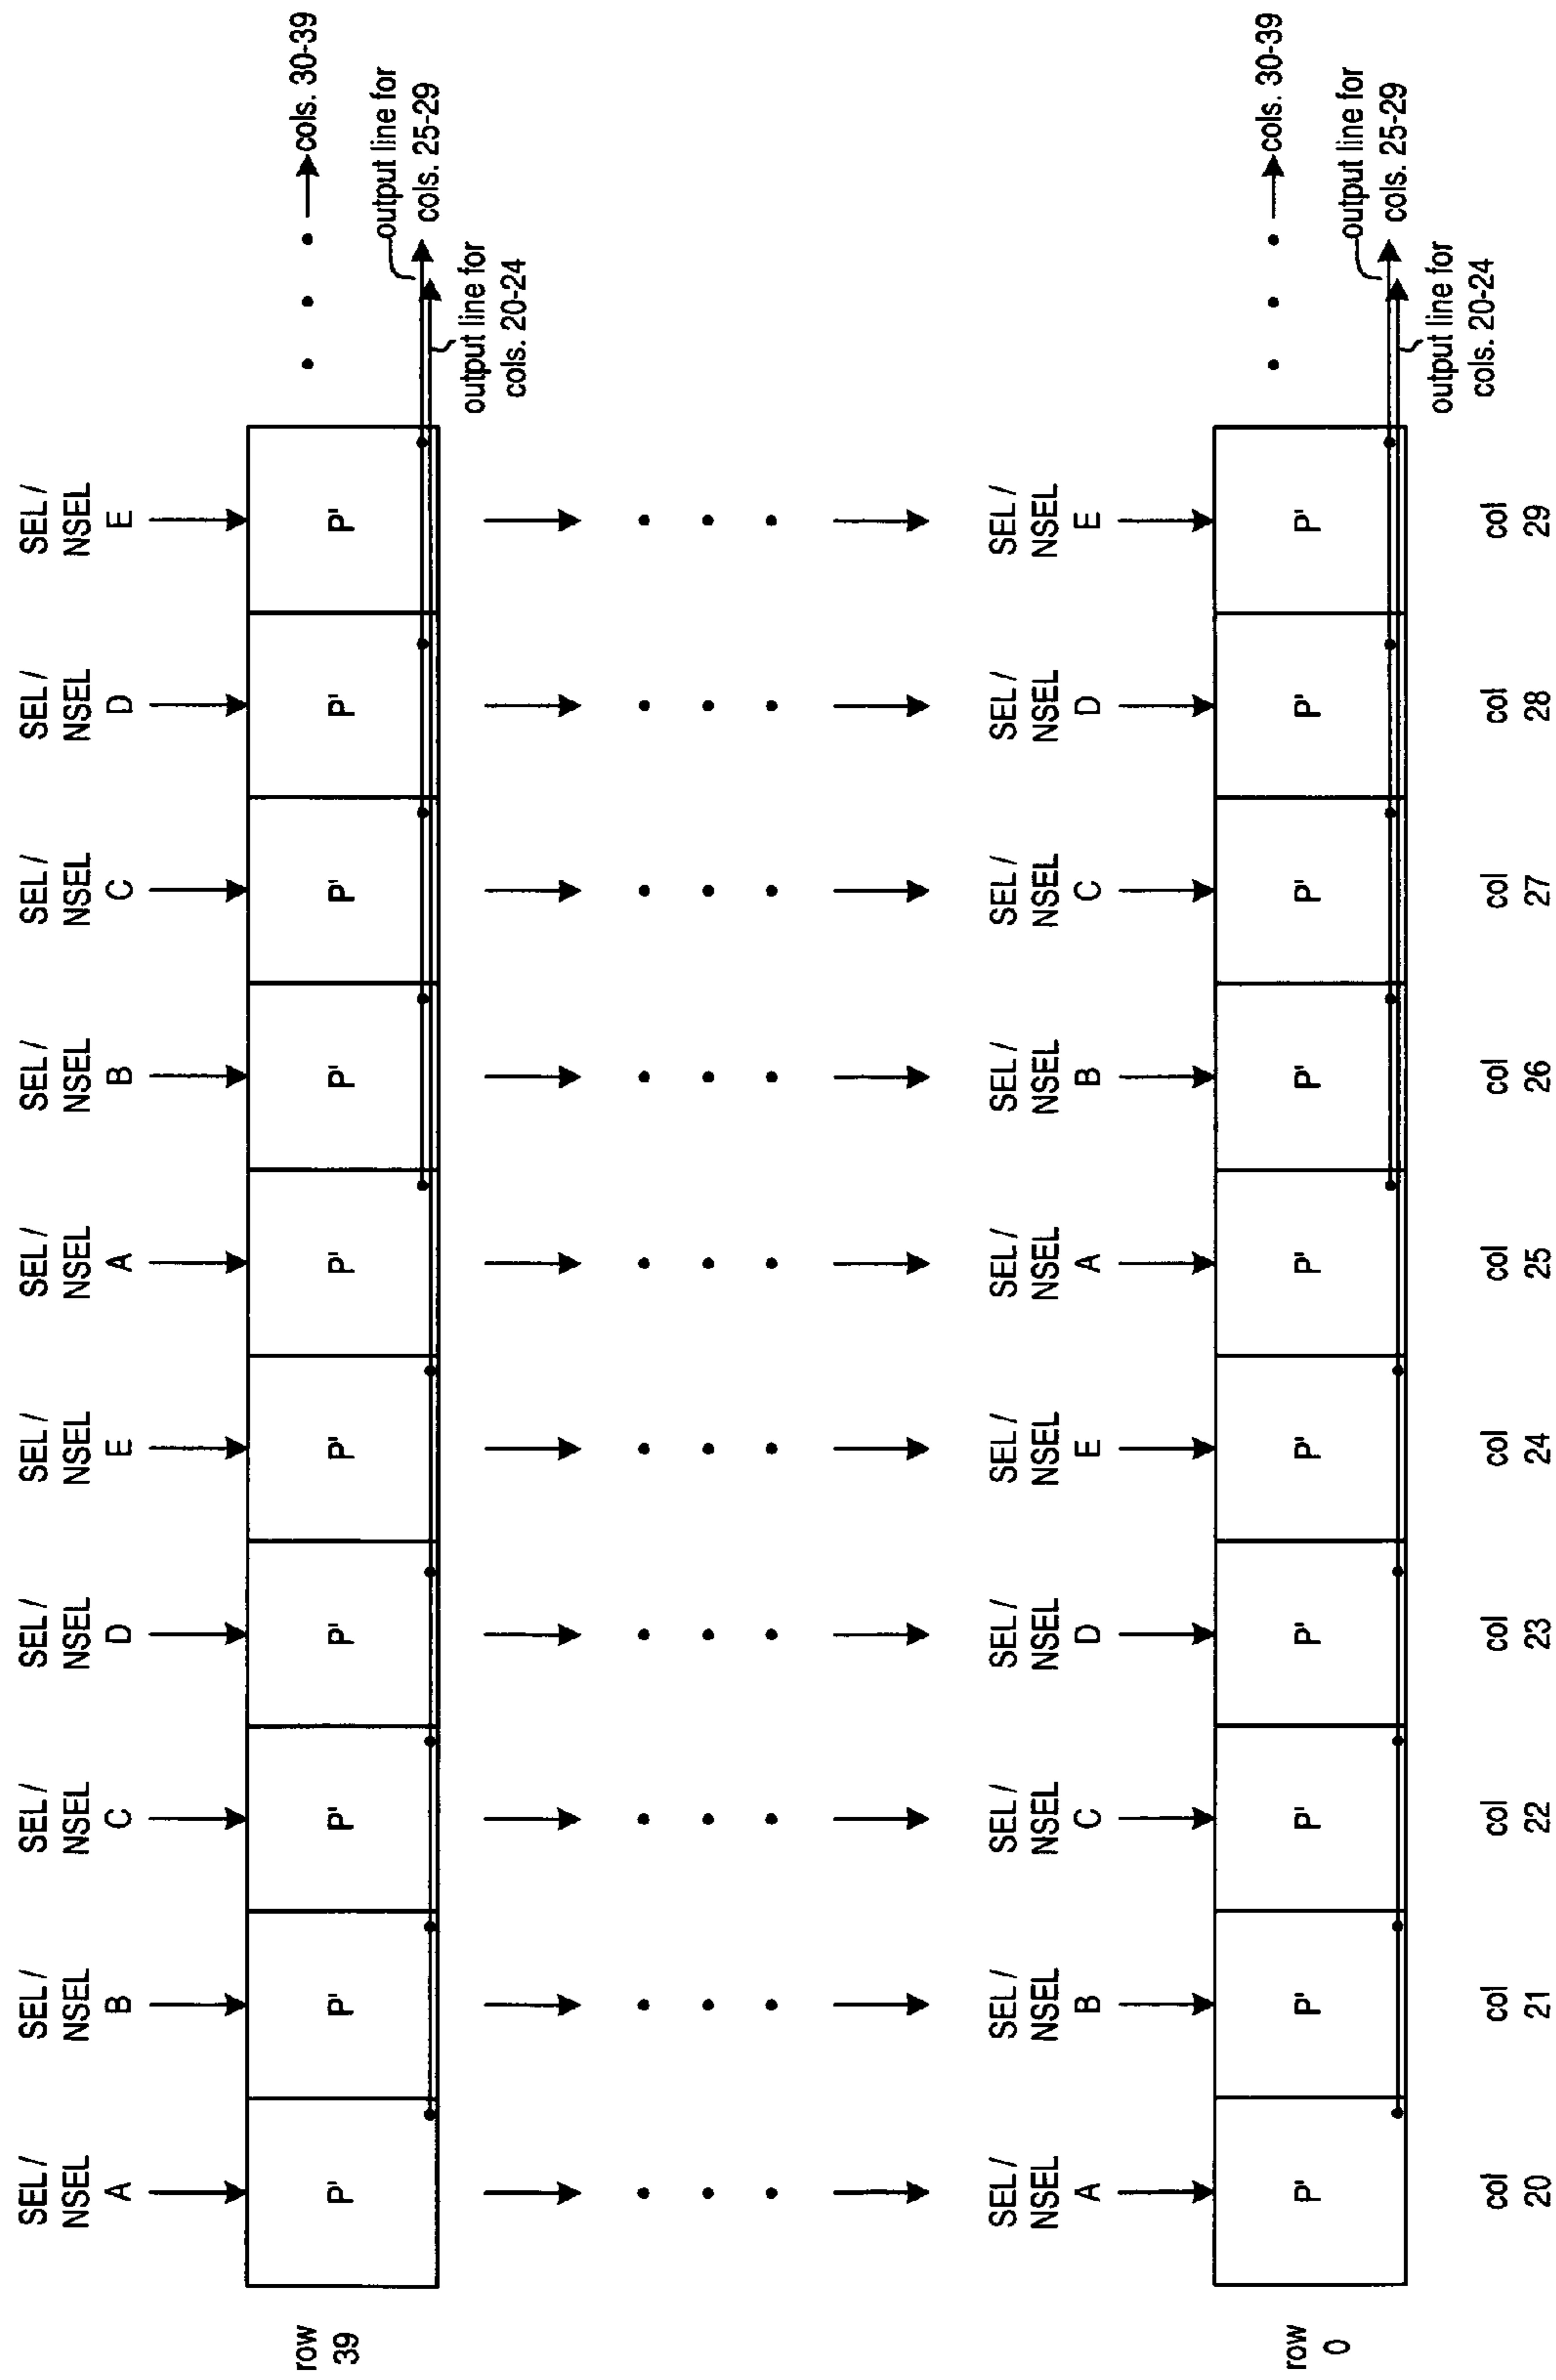 SEL / SEL / SEL / SEL / SEL / SEL / SEL / SEL / SEL / SEL /
NSEL NSEL NSEL NSEL NSEL NSEL NSEL NSEL NSEL NSEL
A B C D E A B C D E
cols. 30-39
row
39
P' P' P' P' P' P' P' P' P' P'
output line for
cols. 25-29
output line for
cols. 20-24
SEL / SEL / SEL / SEL / SEL / SEL / SEL / SEL / SEL / SEL /
NSEL NSEL NSEL NSEL NSEL NSEL NSEL NSEL NSEL NSEL
A B C D E A B C D E
cols. 30-39
row
0
P' P' P' P' P' P' P' P' P' P'
output line for
cols. 25-29
output line for
cols. 20-24
col col col col col col col col col col
20 21 22 23 24 25 26 27 28 29